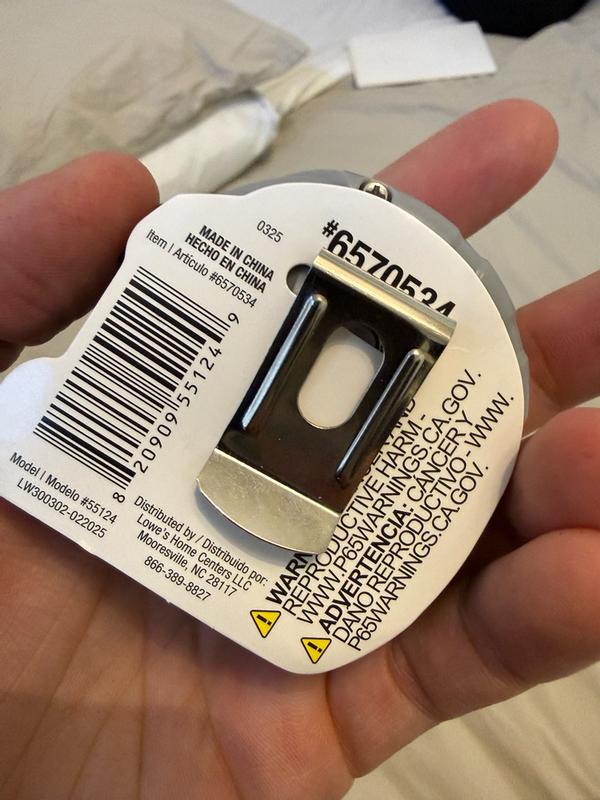 0325
MADE IN CHINA
HECHO EN CHINA
Item | Artículo #6570534
#6570534
8 20909 55124 9
Model | Modelo #55124
LW300302-022025
Distributed by / Distribuido por:
Lowe's Home Centers LLC
Mooresville, NC 28117
866-389-8827
REPRODUCTIVE HARM -
WWW.P65WARNINGS.CA.GOV.
ADVERTENCIA: CÁNCER Y
DAÑO REPRODUCTIVO - WWW.
P65WARNINGS.CA.GOV.